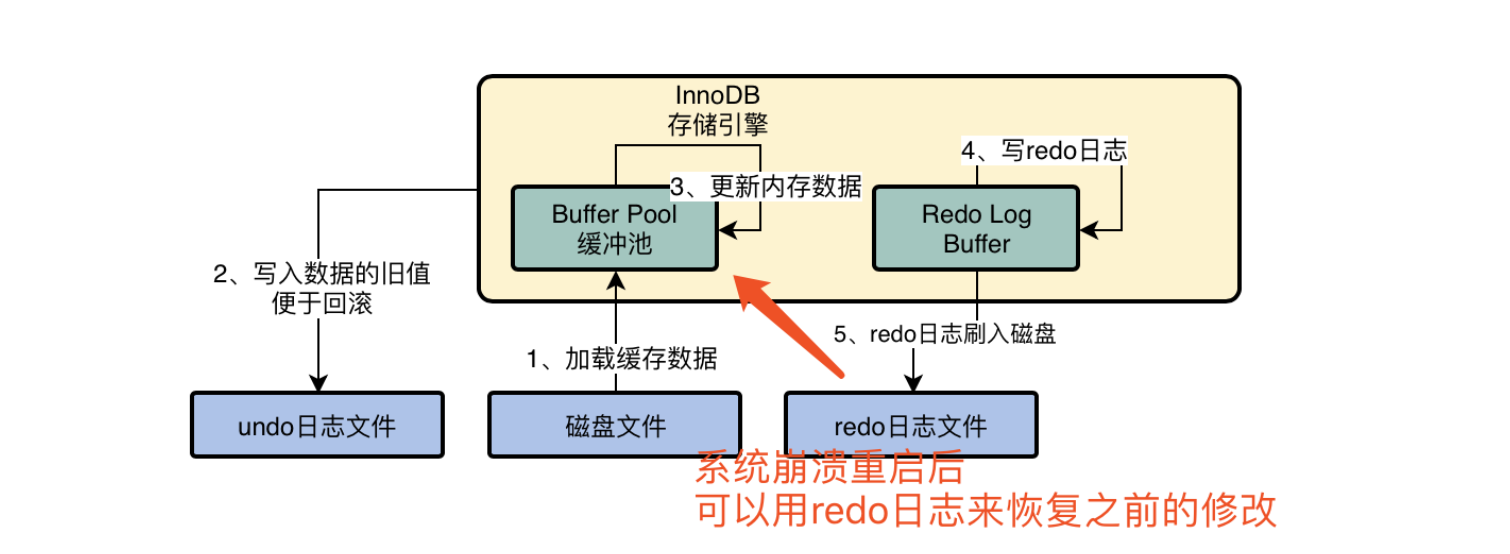 InnoDB
存储引擎
4、写redo日志
3、更新内存数据
Buffer Pool
缓冲池
Redo Log
Buffer
2、写入数据的旧值
便于回滚
5、redo日志刷入磁盘
1、加载缓存数据
undo日志文件
磁盘文件
redo日志文件
系统崩溃重启后
可以用redo日志来恢复之前的修改